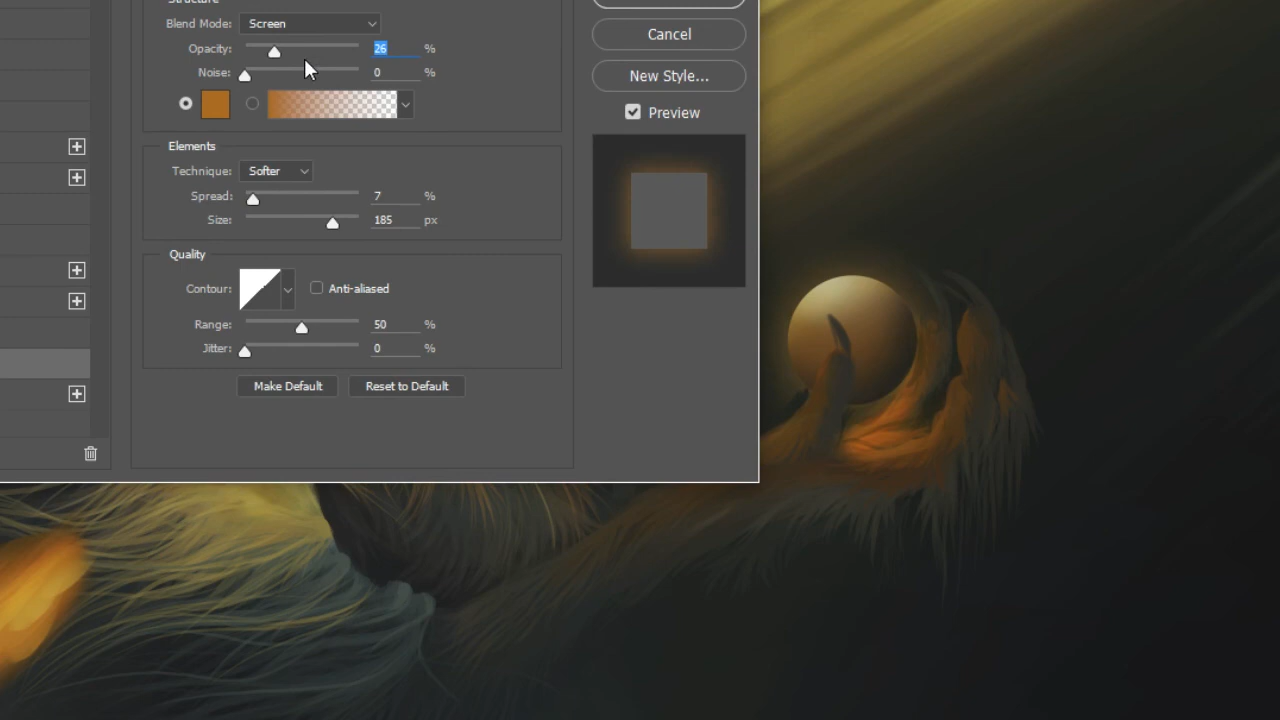 Structure
Blend Mode: Screen
Opacity: 26 %
Noise: 0 %
Elements
Technique: Softer
Spread: 7 %
Size: 185 px
Quality
Contour: Anti-aliased
Range: 50 %
Jitter: 0 %
Make Default Reset to Default
Cancel
New Style...
Preview